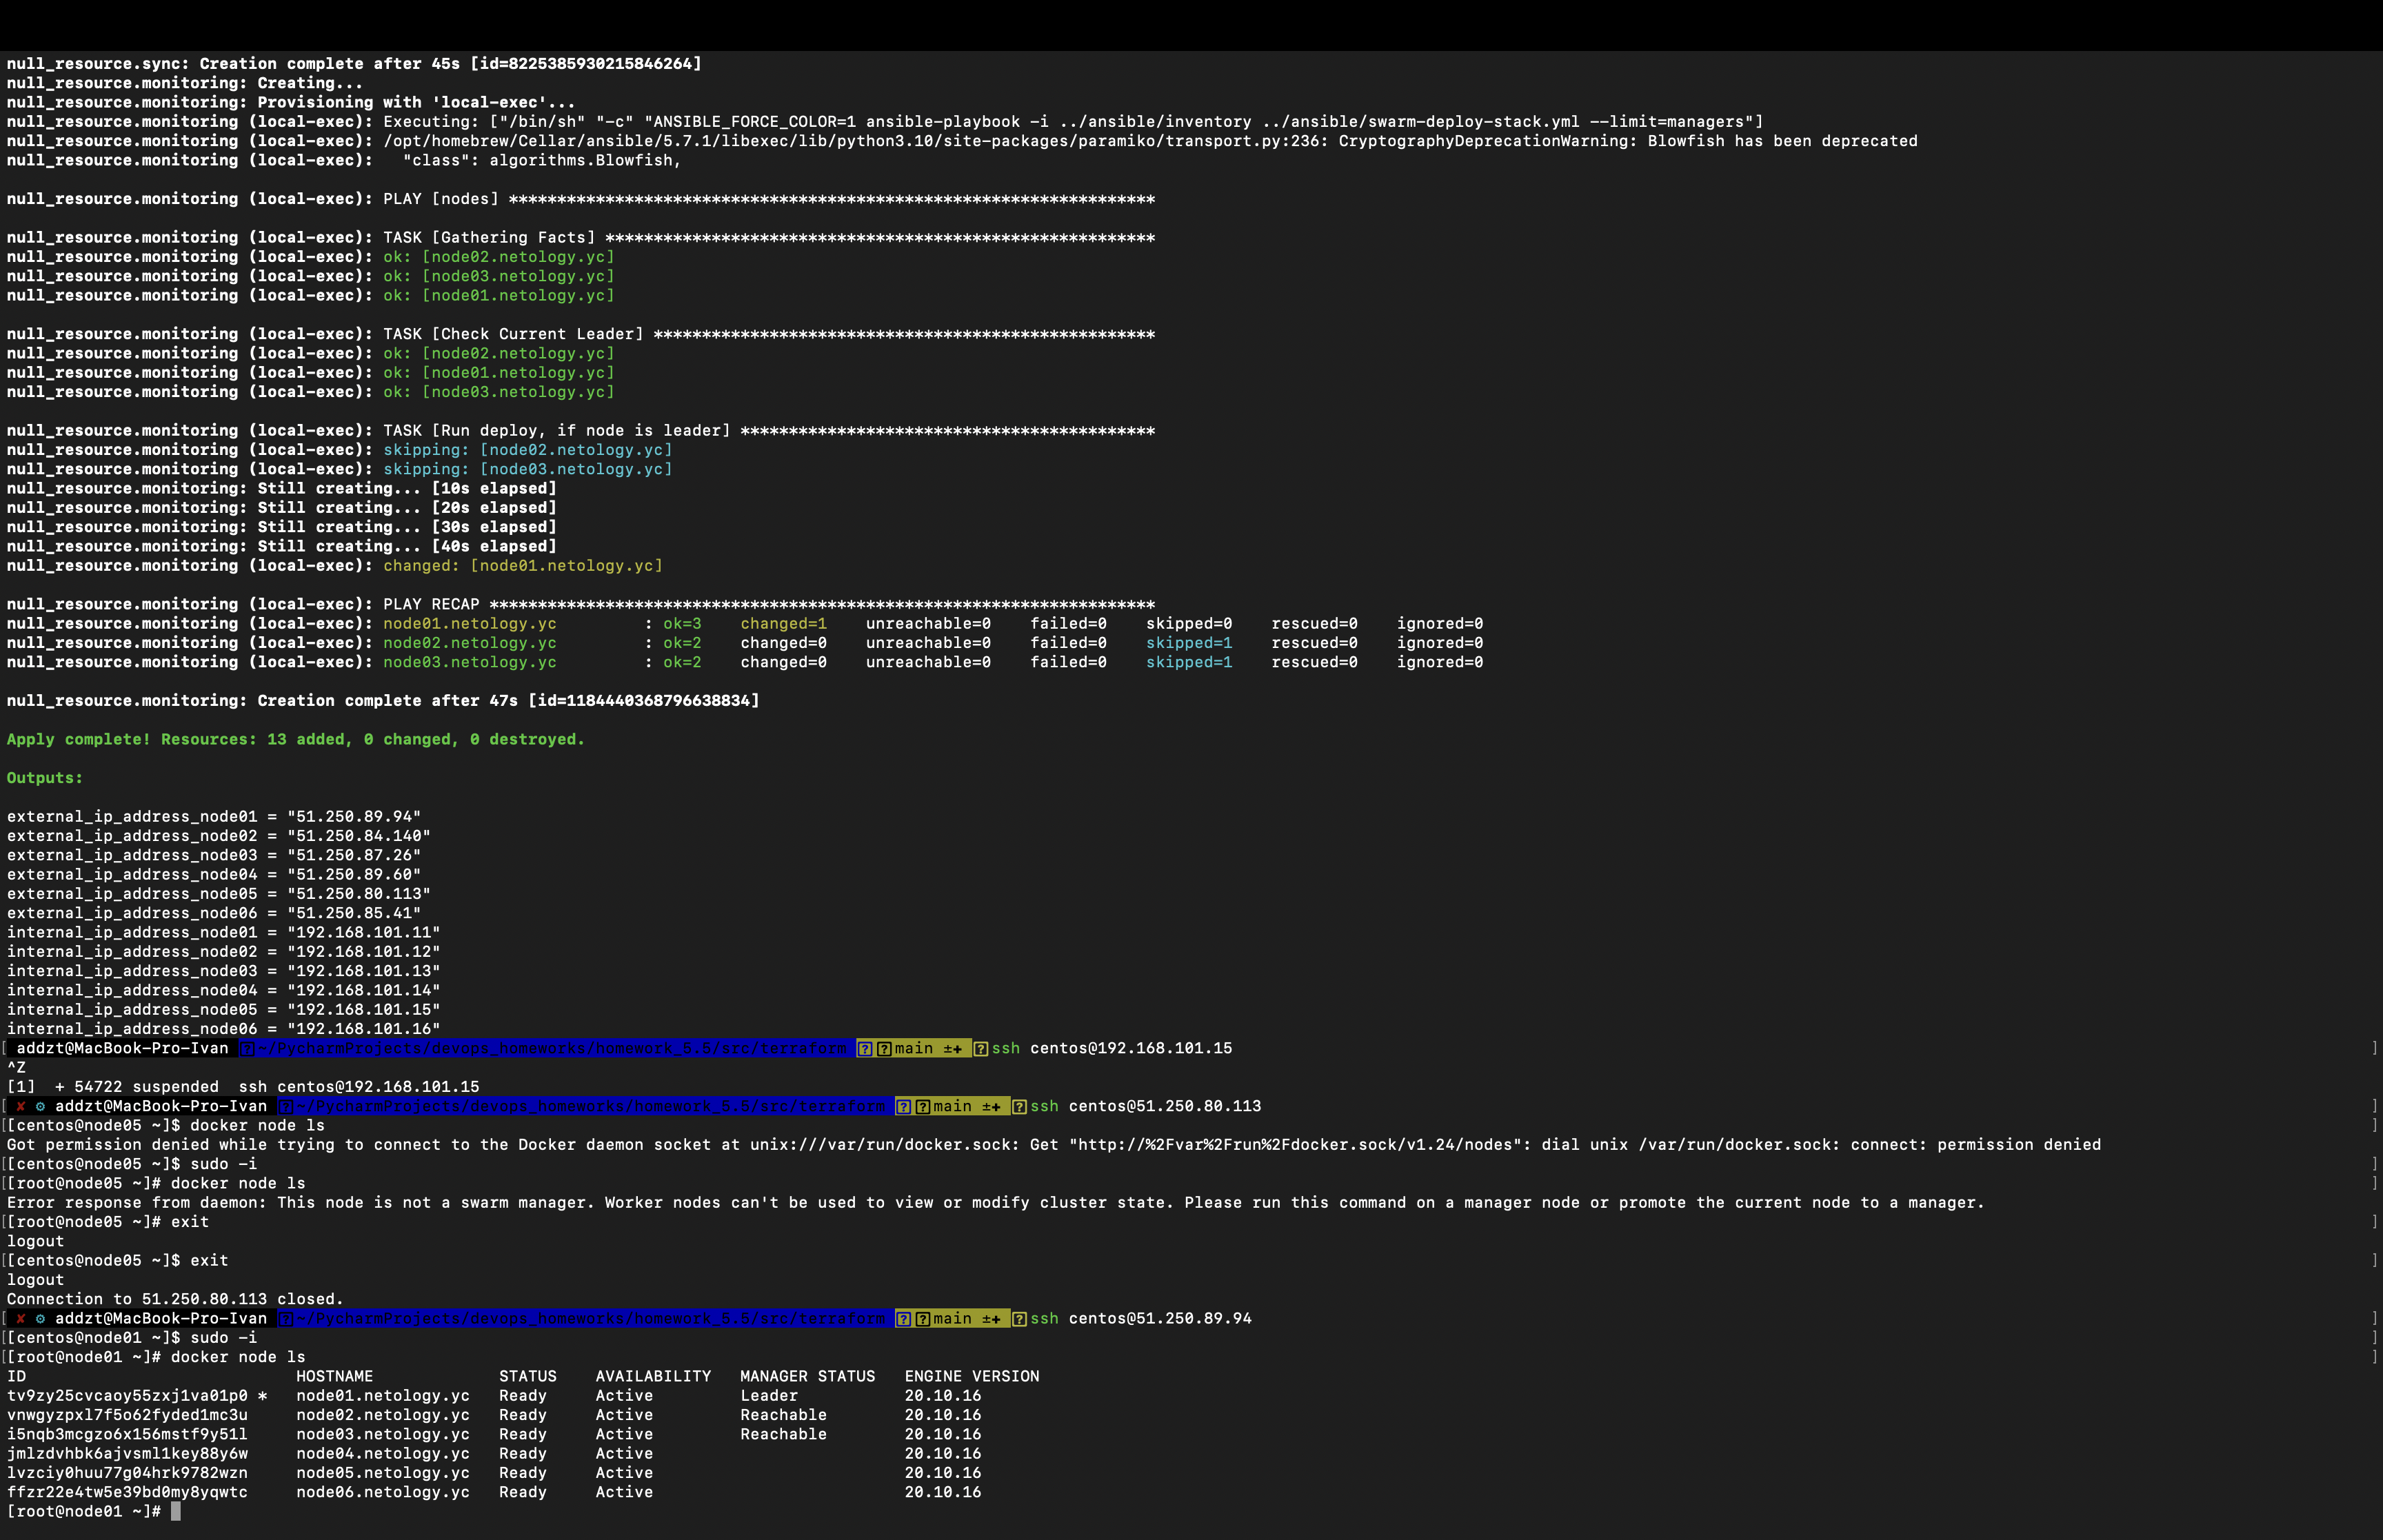 null_resource.sync: Creation complete after 45s [id=8225385930215846264]
null_resource.monitoring: Creating...
null_resource.monitoring: Provisioning with 'local-exec'...
null_resource.monitoring (local-exec): Executing: ["/bin/sh" "-c" "ANSIBLE_FORCE_COLOR=1 ansible-playbook -i ../ansible/inventory ../ansible/swarm-deploy-stack.yml --limit=managers"]
null_resource.monitoring (local-exec): /opt/homebrew/Cellar/ansible/5.7.1/libexec/lib/python3.10/site-packages/paramiko/transport.py:236: CryptographyDeprecationWarning: Blowfish has been deprecated
null_resource.monitoring (local-exec):   "class": algorithms.Blowfish,
null_resource.monitoring (local-exec): PLAY [nodes] *******************************************************************
null_resource.monitoring (local-exec): TASK [Gathering Facts] *********************************************************
null_resource.monitoring (local-exec): ok: [node02.netology.yc]
null_resource.monitoring (local-exec): ok: [node03.netology.yc]
null_resource.monitoring (local-exec): ok: [node01.netology.yc]
null_resource.monitoring (local-exec): TASK [Check Current Leader] ****************************************************
null_resource.monitoring (local-exec): ok: [node02.netology.yc]
null_resource.monitoring (local-exec): ok: [node01.netology.yc]
null_resource.monitoring (local-exec): ok: [node03.netology.yc]
null_resource.monitoring (local-exec): TASK [Run deploy, if node is leader] *******************************************
null_resource.monitoring (local-exec): skipping: [node02.netology.yc]
null_resource.monitoring (local-exec): skipping: [node03.netology.yc]
null_resource.monitoring: Still creating... [10s elapsed]
null_resource.monitoring: Still creating... [20s elapsed]
null_resource.monitoring: Still creating... [30s elapsed]
null_resource.monitoring: Still creating... [40s elapsed]
null_resource.monitoring (local-exec): changed: [node01.netology.yc]
null_resource.monitoring (local-exec): PLAY RECAP *********************************************************************
null_resource.monitoring (local-exec): node01.netology.yc         : ok=3    changed=1    unreachable=0    failed=0    skipped=0    rescued=0    ignored=0
null_resource.monitoring (local-exec): node02.netology.yc         : ok=2    changed=0    unreachable=0    failed=0    skipped=1    rescued=0    ignored=0
null_resource.monitoring (local-exec): node03.netology.yc         : ok=2    changed=0    unreachable=0    failed=0    skipped=1    rescued=0    ignored=0
null_resource.monitoring: Creation complete after 47s [id=1184440368796638834]
Apply complete! Resources: 13 added, 0 changed, 0 destroyed.
Outputs:
external_ip_address_node01 = "51.250.89.94"
external_ip_address_node02 = "51.250.84.140"
external_ip_address_node03 = "51.250.87.26"
external_ip_address_node04 = "51.250.89.60"
external_ip_address_node05 = "51.250.80.113"
external_ip_address_node06 = "51.250.85.41"
internal_ip_address_node01 = "192.168.101.11"
internal_ip_address_node02 = "192.168.101.12"
internal_ip_address_node03 = "192.168.101.13"
internal_ip_address_node04 = "192.168.101.14"
internal_ip_address_node05 = "192.168.101.15"
internal_ip_address_node06 = "192.168.101.16"
[ addzt@MacBook-Pro-Ivan ? ~/PycharmProjects/devops_homeworks/homework_5.5/src/terraform ? ? main ±+ ? ssh centos@192.168.101.15 ]
^Z
[1]  + 54722 suspended  ssh centos@192.168.101.15
[ ✘ ⚙ addzt@MacBook-Pro-Ivan ? ~/PycharmProjects/devops_homeworks/homework_5.5/src/terraform ? ? main ±+ ? ssh centos@51.250.80.113 ]
[[centos@node05 ~]$ docker node ls ]
Got permission denied while trying to connect to the Docker daemon socket at unix:///var/run/docker.sock: Get "http://%2Fvar%2Frun%2Fdocker.sock/v1.24/nodes": dial unix /var/run/docker.sock: connect: permission denied
[[centos@node05 ~]$ sudo -i ]
[[root@node05 ~]# docker node ls ]
Error response from daemon: This node is not a swarm manager. Worker nodes can't be used to view or modify cluster state. Please run this command on a manager node or promote the current node to a manager.
[[root@node05 ~]# exit ]
logout
[[centos@node05 ~]$ exit ]
logout
Connection to 51.250.80.113 closed.
[ ✘ ⚙ addzt@MacBook-Pro-Ivan ? ~/PycharmProjects/devops_homeworks/homework_5.5/src/terraform ? ? main ±+ ? ssh centos@51.250.89.94 ]
[[centos@node01 ~]$ sudo -i ]
[[root@node01 ~]# docker node ls ]
ID                            HOSTNAME             STATUS    AVAILABILITY   MANAGER STATUS   ENGINE VERSION
tv9zy25cvcaoy55zxj1va01p0 *   node01.netology.yc   Ready     Active         Leader           20.10.16
vnwgyzpxl7f5o62fyded1mc3u     node02.netology.yc   Ready     Active         Reachable        20.10.16
i5nqb3mcgzo6x156mstf9y51l     node03.netology.yc   Ready     Active         Reachable        20.10.16
jmlzdvhbk6ajvsml1key88y6w     node04.netology.yc   Ready     Active                          20.10.16
lvzciy0huu77g04hrk9782wzn     node05.netology.yc   Ready     Active                          20.10.16
ffzr22e4tw5e39bd0my8yqwtc     node06.netology.yc   Ready     Active                          20.10.16
[root@node01 ~]#